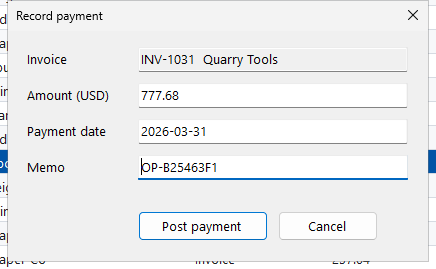 Record payment
Invoice INV-1031 Quarry Tools
Amount (USD) 777.68
Payment date 2026-03-31
Memo OP-B25463F1
Post payment Cancel